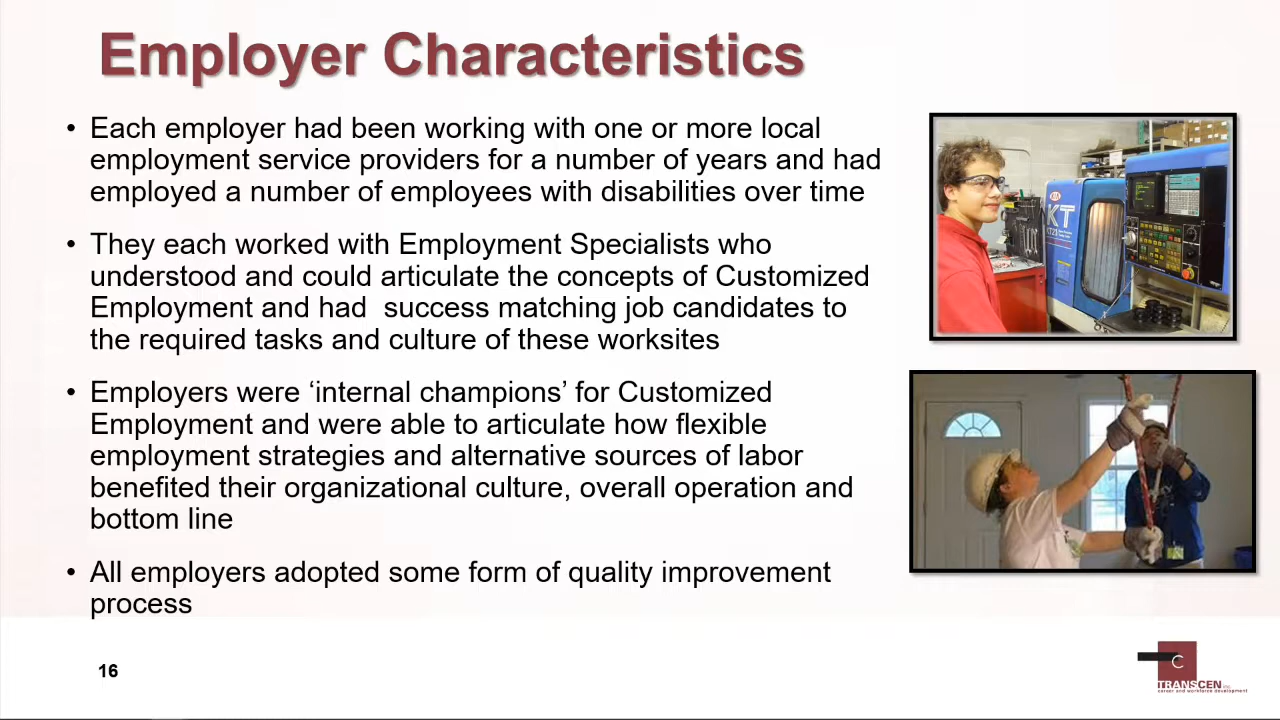 Employer Characteristics
• Each employer had been working with one or more local
employment service providers for a number of years and had
employed a number of employees with disabilities over time
• They each worked with Employment Specialists who
understood and could articulate the concepts of Customized
Employment and had  success matching job candidates to
the required tasks and culture of these worksites
• Employers were ‘internal champions’ for Customized
Employment and were able to articulate how flexible
employment strategies and alternative sources of labor
benefited their organizational culture, overall operation and
bottom line
• All employers adopted some form of quality improvement
process
KIA
KT
16
C
TRANSCEN inc.
career and workforce development